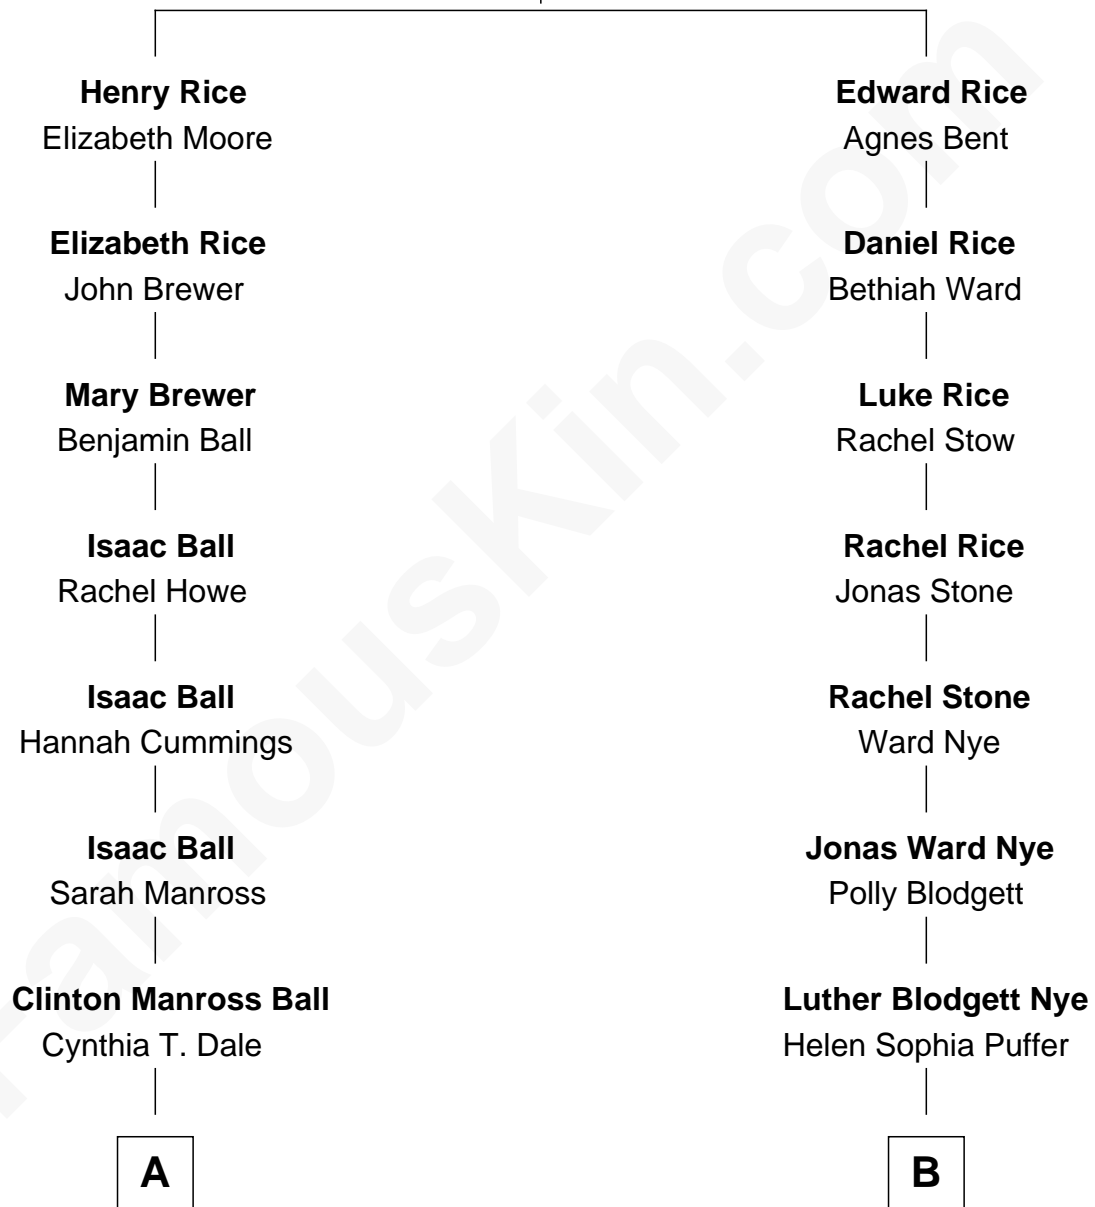 Henry Rice
Elizabeth Moore
Edward Rice
Agnes Bent
Elizabeth Rice
John Brewer
Daniel Rice
Bethiah Ward
Mary Brewer
Benjamin Ball
Luke Rice
Rachel Stow
Isaac Ball
Rachel Howe
Rachel Rice
Jonas Stone
Isaac Ball
Hannah Cummings
Rachel Stone
Ward Nye
Isaac Ball
Sarah Manross
Jonas Ward Nye
Polly Blodgett
Clinton Manross Ball
Cynthia T. Dale
Luther Blodgett Nye
Helen Sophia Puffer
A
B
FamousKin.com